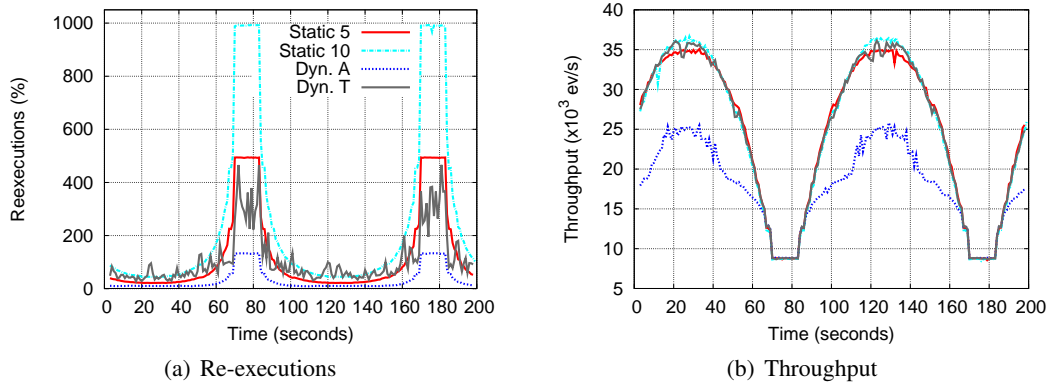 Reexecutions (%)
1000
800
600
400
200
0
Static 5
Static 10
Dyn. A
Dyn. T
0 20 40 60 80 100 120 140 160 180 200
Time (seconds)
(a) Re-executions
Throughput (x10³ ev/s)
40
35
30
25
20
15
10
5
0 20 40 60 80 100 120 140 160 180 200
Time (seconds)
(b) Throughput